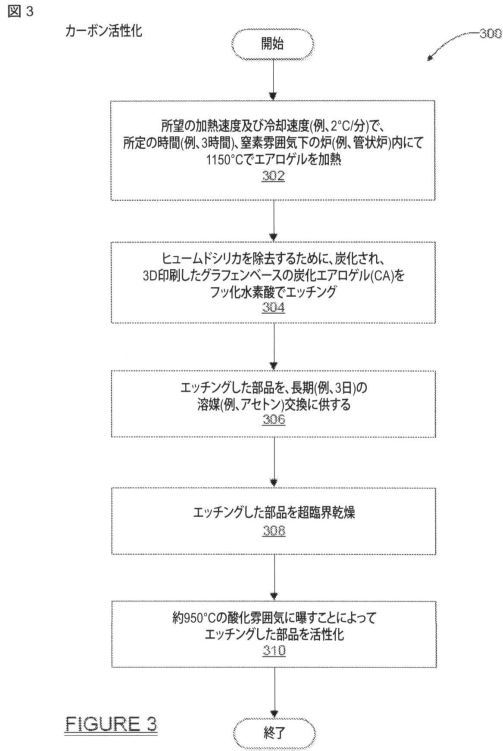 図 3
カーボン活性化
開始
300
所望の加熱速度及び冷却速度(例、2°C/分)で、
所定の時間(例、3時間)、窒素雰囲気下の炉(例、管状炉)内にて
1150°Cでエアロゲルを加熱
302
ヒュームドシリカを除去するために、炭化され、
3D印刷したグラフェンベースの炭化エアロゲル(CA)を
フッ化水素酸でエッチング
304
エッチングした部品を、長期(例、3日)の
溶媒(例、アセトン)交換に供する
306
エッチングした部品を超臨界乾燥
308
約950°Cの酸化雰囲気に曝すことによって
エッチングした部品を活性化
310
FIGURE 3
終了